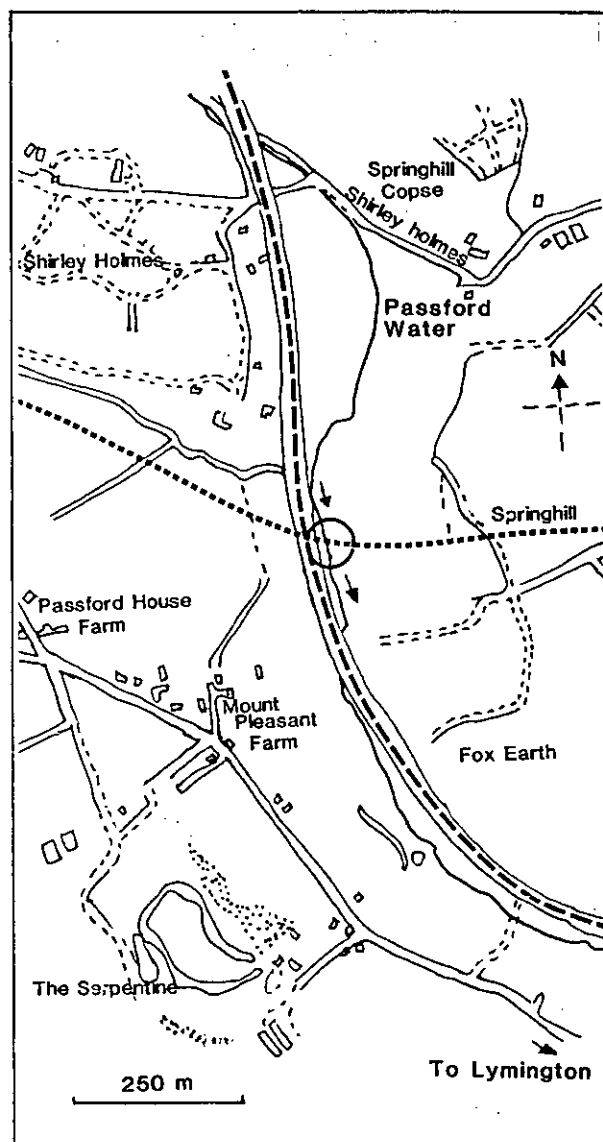 Springhill
Copse
Shirley holmes
Shirley Holmes
Passford
Water
N
Springhill
Passford House
Farm
Mount
Pleasant
Farm
Fox Earth
The Serpentine
250 m
To Lymington